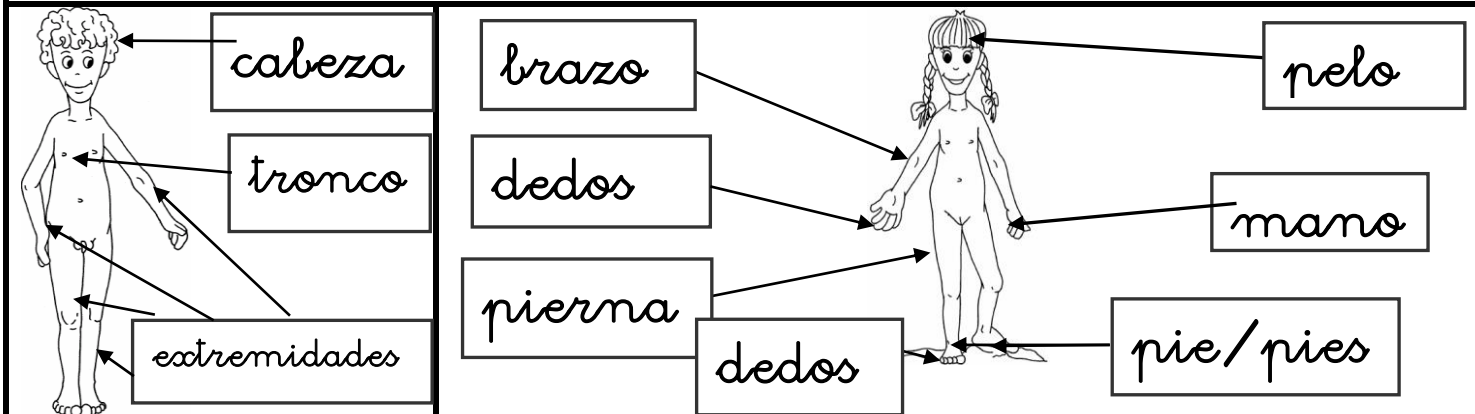 cabeza
tronco
extremidades
brazo
pelo
dedos
mano
pierna
dedos
pie/pies